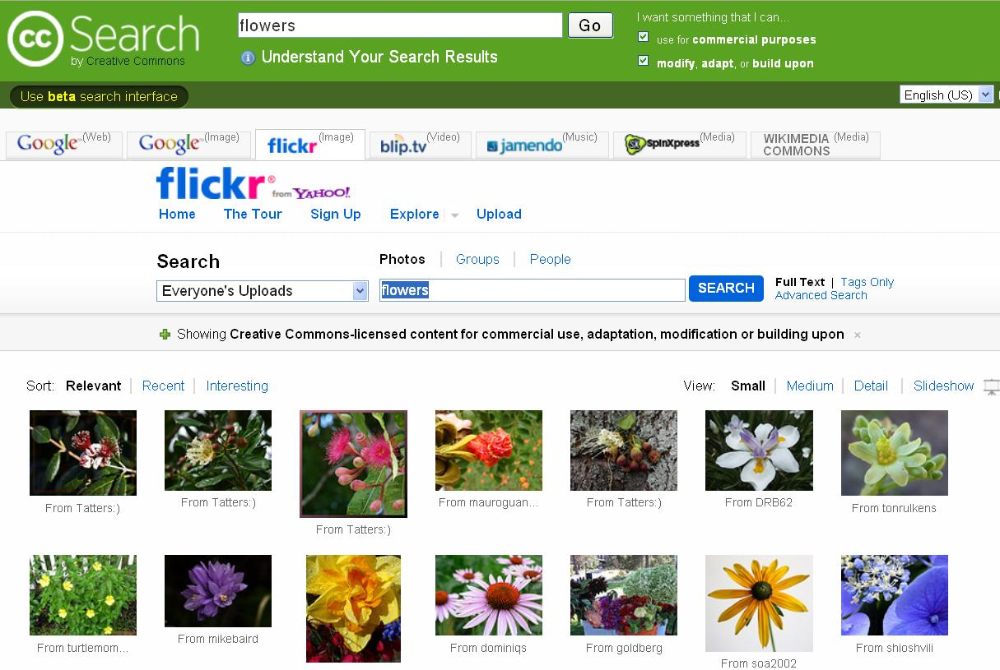 cc Search
by Creative Commons
flowers
Go
Understand Your Search Results
I want something that I can...
use for commercial purposes
modify, adapt, or build upon
Use beta search interface
English (US)
Google (Web)
Google (Image)
flickr (Image)
blip.tv (Video)
jamendo (Music)
SpinXpress (Media)
WIKIMEDIA COMMONS (Media)
flickr® from YAHOO!
Home The Tour Sign Up Explore Upload
Search
Photos Groups People
Everyone's Uploads
flowers
SEARCH
Full Text | Tags Only
Advanced Search
Showing Creative Commons-licensed content for commercial use, adaptation, modification or building upon ×
Sort: Relevant Recent Interesting
View: Small Medium Detail Slideshow
From Tatters:)
From Tatters:)
From Tatters:)
From mauroguan...
From Tatters:)
From DRB62
From tonrulkens
From turtlemom...
From mikebaird
From dominiqs
From goldberg
From soa2002
From shioshvili